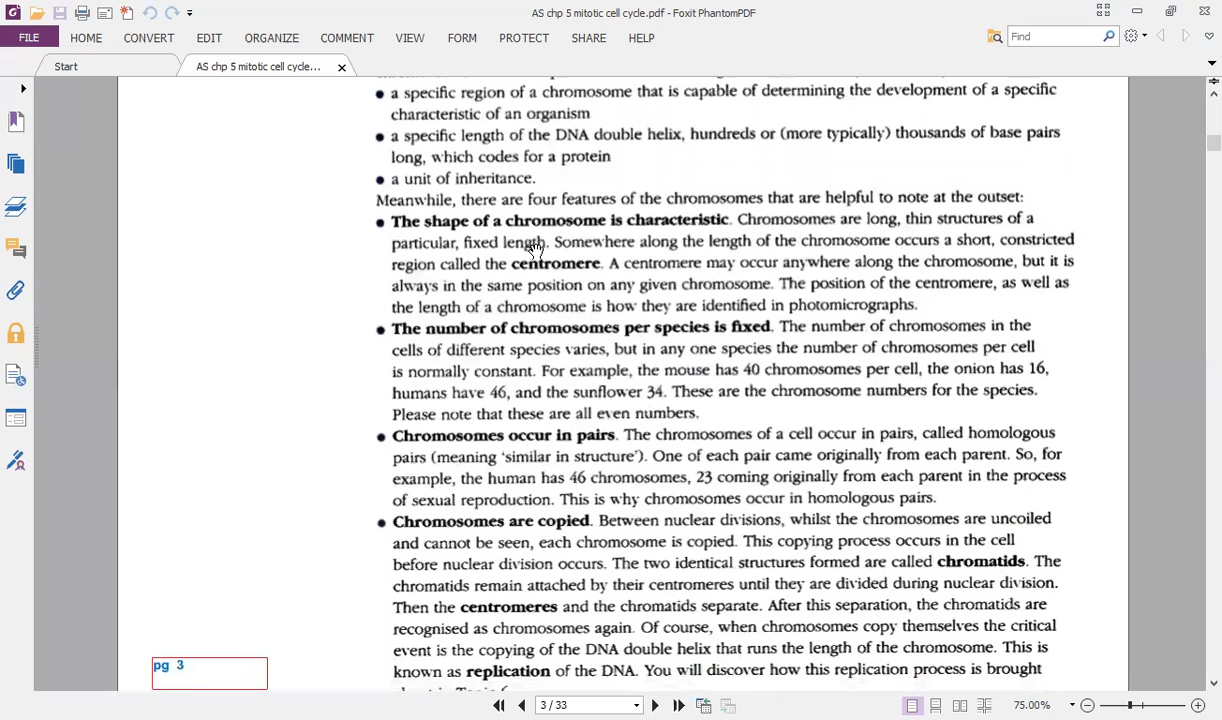 AS chp 5 mitotic cell cycle.pdf - Foxit PhantomPDF
FILE HOME CONVERT EDIT ORGANIZE COMMENT VIEW FORM PROTECT SHARE HELP
Find
Start
AS chp 5 mitotic cell cycle...
• a specific region of a chromosome that is capable of determining the development of a specific
characteristic of an organism
• a specific length of the DNA double helix, hundreds or (more typically) thousands of base pairs
long, which codes for a protein
• a unit of inheritance.
Meanwhile, there are four features of the chromosomes that are helpful to note at the outset:
• The shape of a chromosome is characteristic. Chromosomes are long, thin structures of a
particular, fixed length. Somewhere along the length of the chromosome occurs a short, constricted
region called the centromere. A centromere may occur anywhere along the chromosome, but it is
always in the same position on any given chromosome. The position of the centromere, as well as
the length of a chromosome is how they are identified in photomicrographs.
• The number of chromosomes per species is fixed. The number of chromosomes in the
cells of different species varies, but in any one species the number of chromosomes per cell
is normally constant. For example, the mouse has 40 chromosomes per cell, the onion has 16,
humans have 46, and the sunflower 34. These are the chromosome numbers for the species.
Please note that these are all even numbers.
• Chromosomes occur in pairs. The chromosomes of a cell occur in pairs, called homologous
pairs (meaning 'similar in structure'). One of each pair came originally from each parent. So, for
example, the human has 46 chromosomes, 23 coming originally from each parent in the process
of sexual reproduction. This is why chromosomes occur in homologous pairs.
• Chromosomes are copied. Between nuclear divisions, whilst the chromosomes are uncoiled
and cannot be seen, each chromosome is copied. This copying process occurs in the cell
before nuclear division occurs. The two identical structures formed are called chromatids. The
chromatids remain attached by their centromeres until they are divided during nuclear division.
Then the centromeres and the chromatids separate. After this separation, the chromatids are
recognised as chromosomes again. Of course, when chromosomes copy themselves the critical
event is the copying of the DNA double helix that runs the length of the chromosome. This is
known as replication of the DNA. You will discover how this replication process is brought
pg 3
3 / 33
75.00%